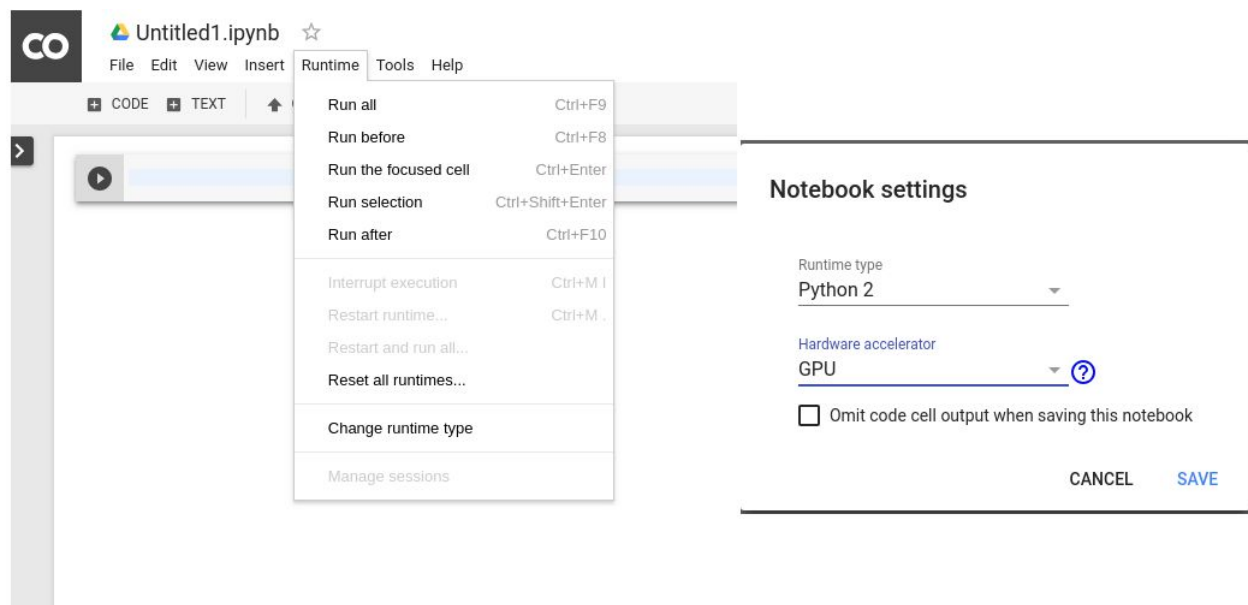 CO
Untitled1.ipynb
File Edit View Insert Runtime Tools Help
CODE TEXT
Run all Ctrl+F9
Run before Ctrl+F8
Run the focused cell Ctrl+Enter
Run selection Ctrl+Shift+Enter
Run after Ctrl+F10
Interrupt execution Ctrl+M I
Restart runtime... Ctrl+M .
Restart and run all...
Reset all runtimes...
Change runtime type
Manage sessions
Notebook settings
Runtime type
Python 2
Hardware accelerator
GPU
?
Omit code cell output when saving this notebook
CANCEL SAVE